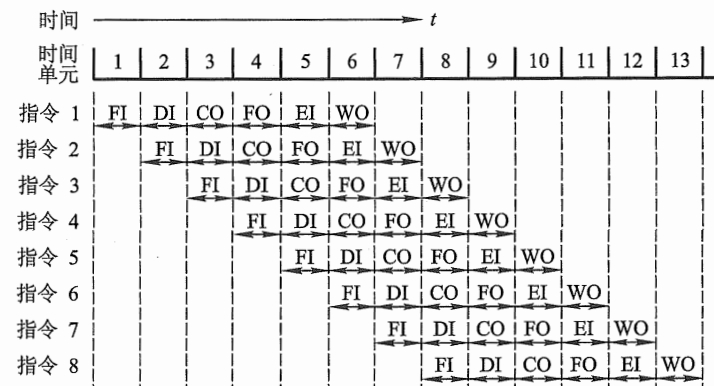 时间 t
时间
单元 1 2 3 4 5 6 7 8 9 10 11 12 13
指令 1 FI DI CO FO EI WO
指令 2 FI DI CO FO EI WO
指令 3 FI DI CO FO EI WO
指令 4 FI DI CO FO EI WO
指令 5 FI DI CO FO EI WO
指令 6 FI DI CO FO EI WO
指令 7 FI DI CO FO EI WO
指令 8 FI DI CO FO EI WO